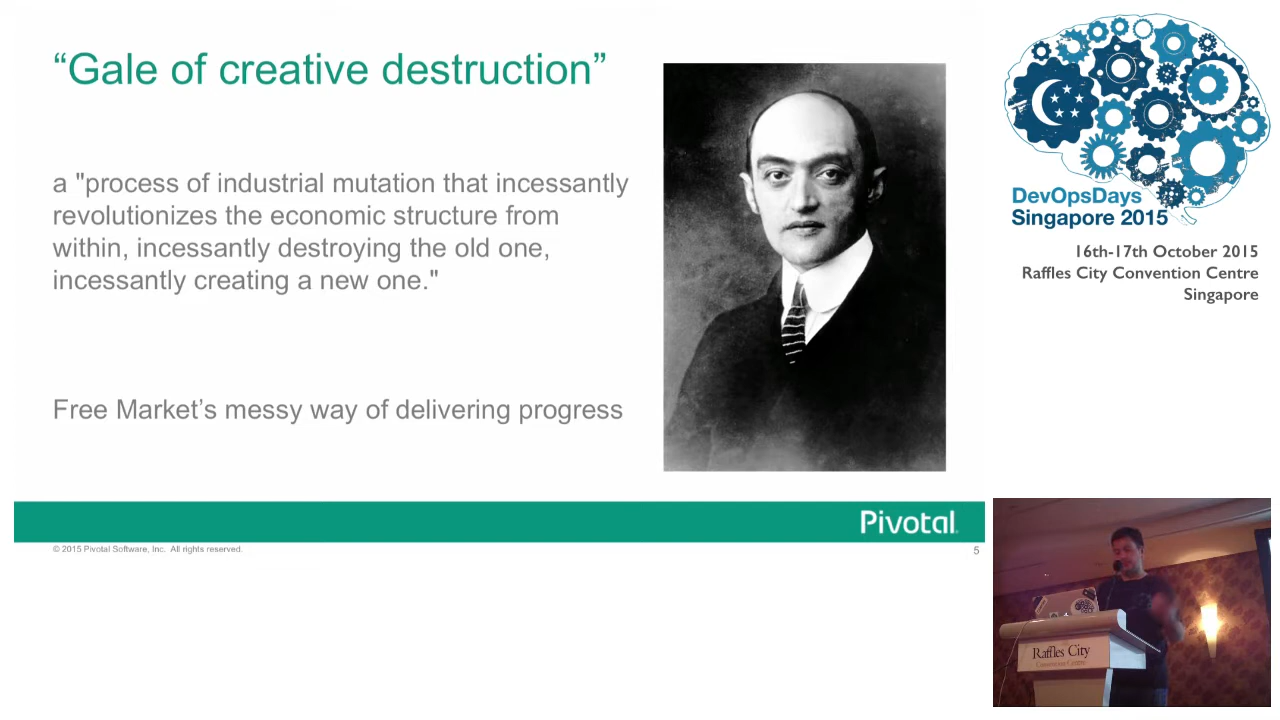 “Gale of creative destruction”
a "process of industrial mutation that incessantly
revolutionizes the economic structure from
within, incessantly destroying the old one,
incessantly creating a new one."
Free Market’s messy way of delivering progress
Pivotal
© 2015 Pivotal Software, Inc. All rights reserved.
5
DevOpsDays
Singapore 2015
16th-17th October 2015
Raffles City Convention Centre
Singapore
Raffles City
Convention Centre